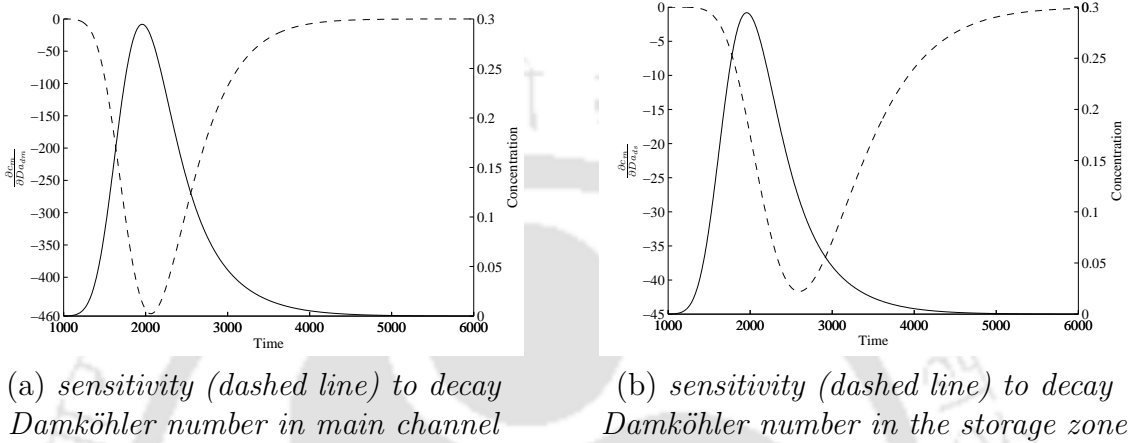 0
−50
−100
−150
−200
−250
−300
−350
−400
−460
∂c_m
∂Da_dm
0.3
0.25
0.2
0.15
0.1
0.05
0
Concentration
1000 2000 3000 4000 5000 6000
Time
0
−5
−10
−15
−20
−25
−30
−35
−40
−45
∂c_m
∂Da_ds
0.3
0.25
0.2
0.15
0.1
0.05
0
Concentration
1000 2000 3000 4000 5000 6000
Time
(a) sensitivity (dashed line) to decay
Damköhler number in main channel
(b) sensitivity (dashed line) to decay
Damköhler number in the storage zone